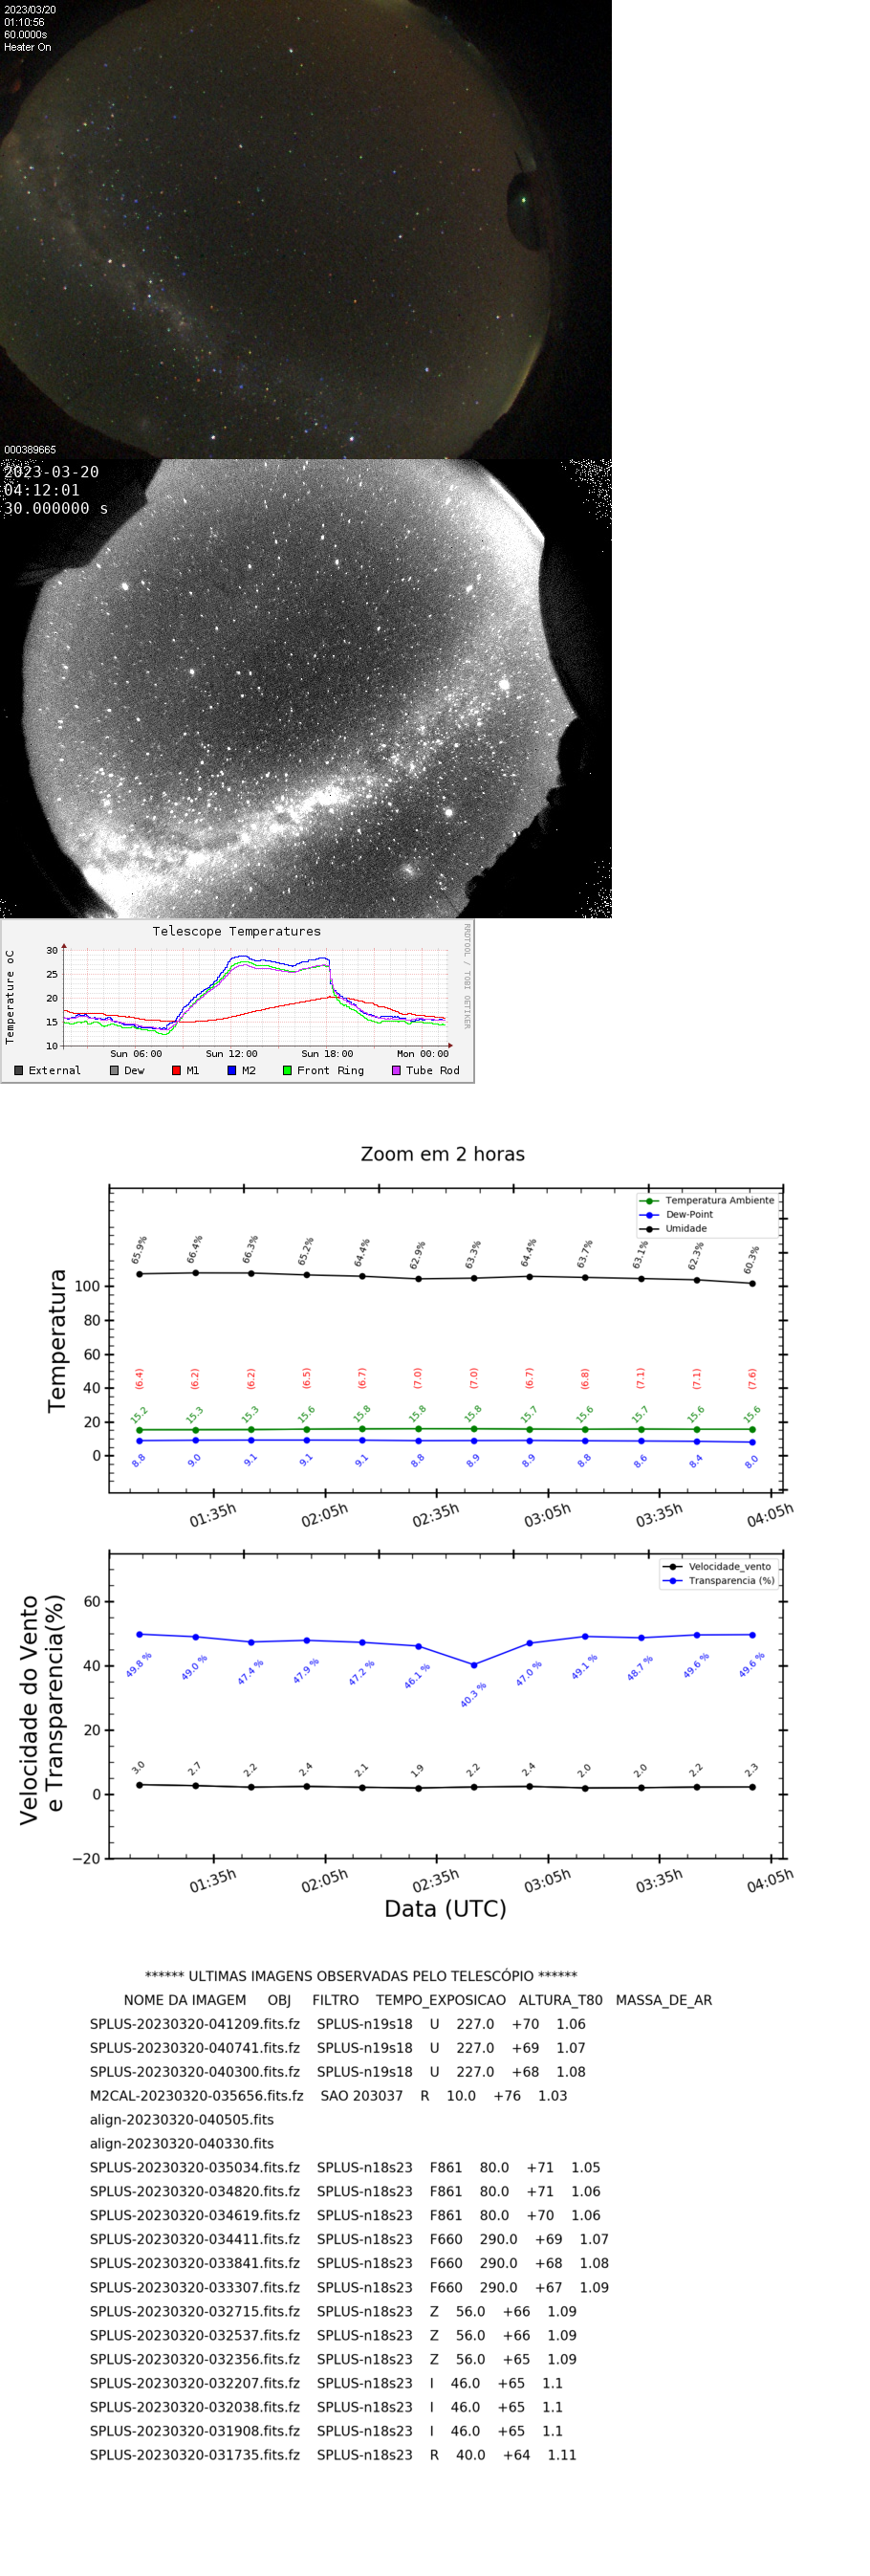 2023/03/20
01:10:56
60.0000s
Heater On
000389665
2023-03-20
04:12:01
30.000000 s
Telescope Temperatures
Temperature oC
RRDTOOL / TOBI OETIKER
30
25
20
15
10
Sun 06:00 Sun 12:00 Sun 18:00 Mon 00:00
External Dew M1 M2 Front Ring Tube Rod
Zoom em 2 horas
Temperatura
Temperatura Ambiente
Dew-Point
Umidade
65.9% 66.4% 66.3% 65.2% 64.4% 62.9% 63.3% 64.4% 63.7% 63.1% 62.3% 60.3%
100
80
60
40
20
0
(6.4) (6.2) (6.2) (6.5) (6.7) (7.0) (7.0) (6.7) (6.8) (7.1) (7.1) (7.6)
15.2 15.3 15.3 15.6 15.8 15.8 15.8 15.7 15.6 15.7 15.6 15.6
8.8 9.0 9.1 9.1 9.1 8.8 8.9 8.9 8.8 8.6 8.4 8.0
01:35h 02:05h 02:35h 03:05h 03:35h 04:05h
Velocidade do Vento
e Transparencia(%)
Velocidade_vento
Transparencia (%)
60
40
20
0
−20
49.8 % 49.0 % 47.4 % 47.9 % 47.2 % 46.1 % 40.3 % 47.0 % 49.1 % 48.7 % 49.6 % 49.6 %
3.0 2.7 2.2 2.4 2.1 1.9 2.2 2.4 2.0 2.0 2.2 2.3
01:35h 02:05h 02:35h 03:05h 03:35h 04:05h
Data (UTC)
****** ULTIMAS IMAGENS OBSERVADAS PELO TELESCÓPIO ******
NOME DA IMAGEM OBJ FILTRO TEMPO_EXPOSICAO ALTURA_T80 MASSA_DE_AR
SPLUS-20230320-041209.fits.fz SPLUS-n19s18 U 227.0 +70 1.06
SPLUS-20230320-040741.fits.fz SPLUS-n19s18 U 227.0 +69 1.07
SPLUS-20230320-040300.fits.fz SPLUS-n19s18 U 227.0 +68 1.08
M2CAL-20230320-035656.fits.fz SAO 203037 R 10.0 +76 1.03
align-20230320-040505.fits
align-20230320-040330.fits
SPLUS-20230320-035034.fits.fz SPLUS-n18s23 F861 80.0 +71 1.05
SPLUS-20230320-034820.fits.fz SPLUS-n18s23 F861 80.0 +71 1.06
SPLUS-20230320-034619.fits.fz SPLUS-n18s23 F861 80.0 +70 1.06
SPLUS-20230320-034411.fits.fz SPLUS-n18s23 F660 290.0 +69 1.07
SPLUS-20230320-033841.fits.fz SPLUS-n18s23 F660 290.0 +68 1.08
SPLUS-20230320-033307.fits.fz SPLUS-n18s23 F660 290.0 +67 1.09
SPLUS-20230320-032715.fits.fz SPLUS-n18s23 Z 56.0 +66 1.09
SPLUS-20230320-032537.fits.fz SPLUS-n18s23 Z 56.0 +66 1.09
SPLUS-20230320-032356.fits.fz SPLUS-n18s23 Z 56.0 +65 1.09
SPLUS-20230320-032207.fits.fz SPLUS-n18s23 I 46.0 +65 1.1
SPLUS-20230320-032038.fits.fz SPLUS-n18s23 I 46.0 +65 1.1
SPLUS-20230320-031908.fits.fz SPLUS-n18s23 I 46.0 +65 1.1
SPLUS-20230320-031735.fits.fz SPLUS-n18s23 R 40.0 +64 1.11